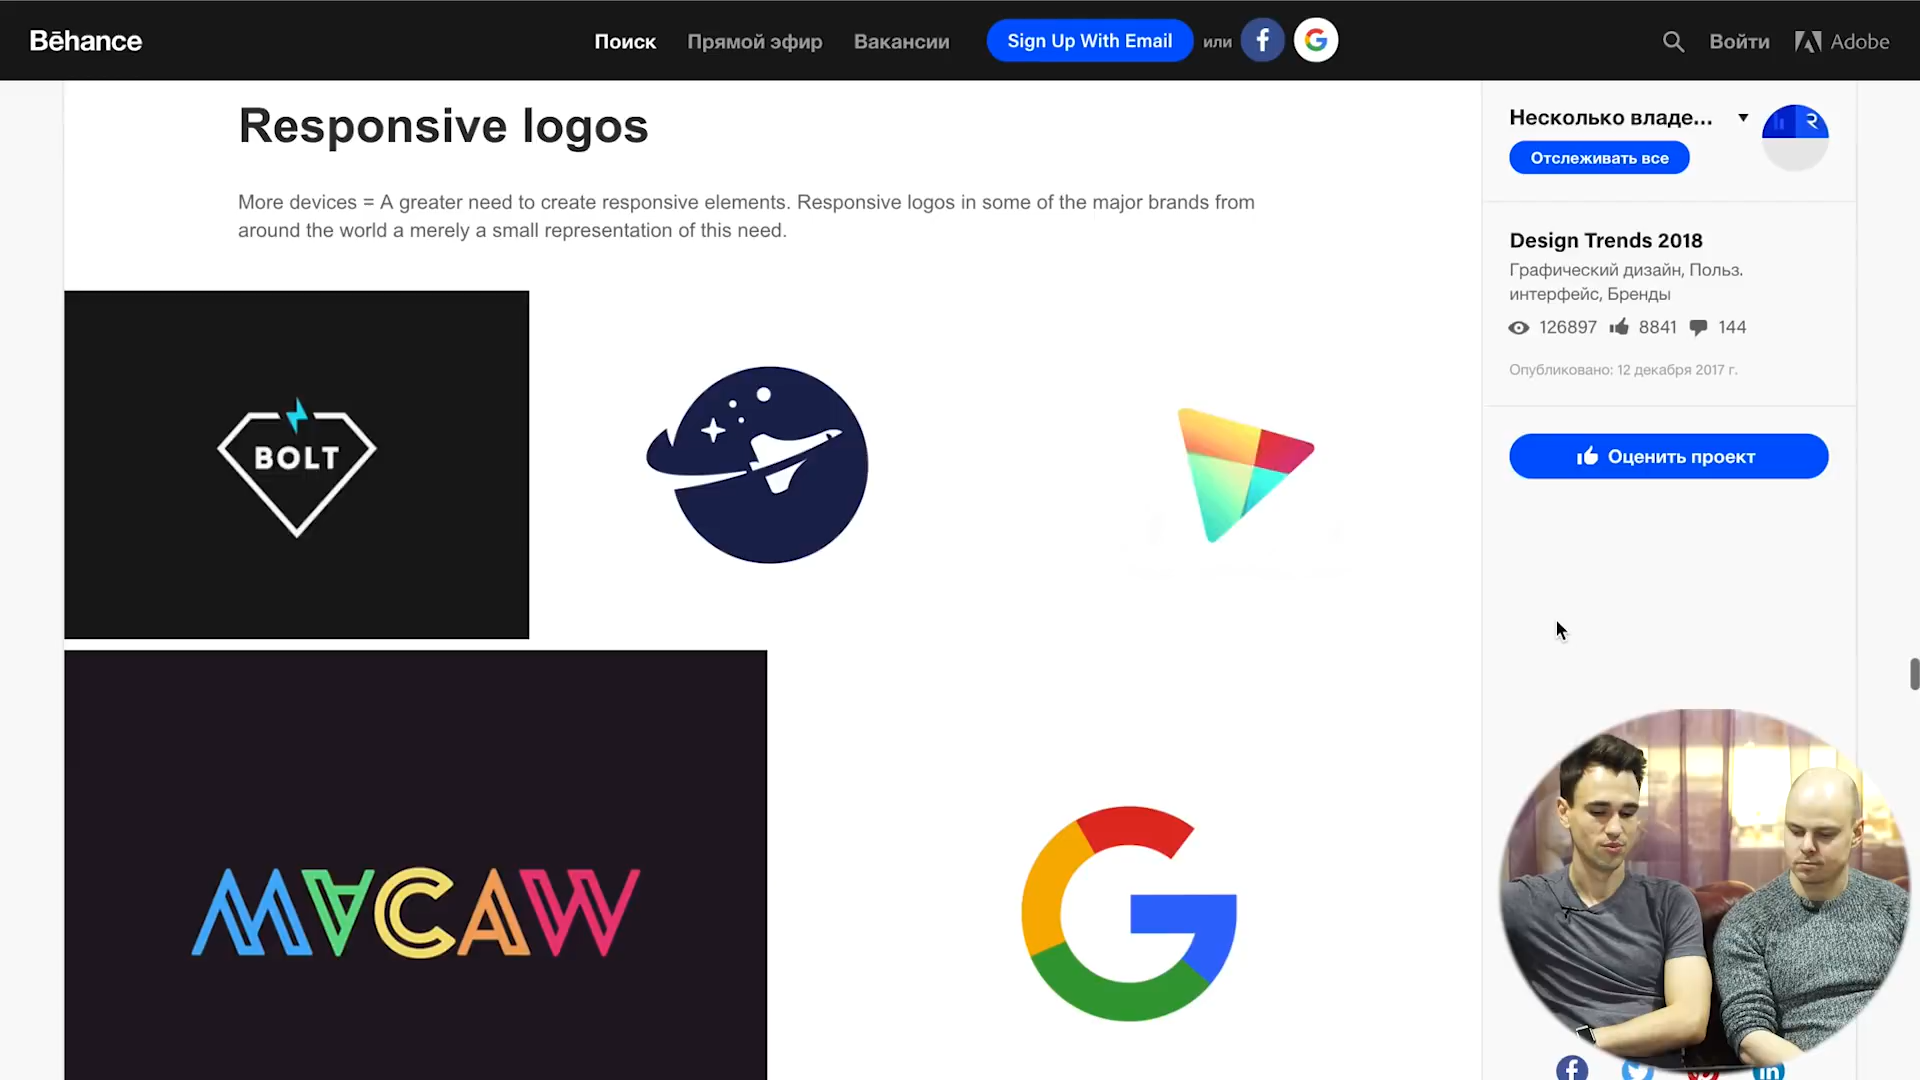 Bēhance
Поиск
Прямой эфир
Вакансии
Sign Up With Email
или
Войти
Adobe
Responsive logos
More devices = A greater need to create responsive elements. Responsive logos in some of the major brands from
around the world a merely a small representation of this need.
BOLT
MACAW
Несколько владе...
Отслеживать все
Design Trends 2018
Графический дизайн, Польз.
интерфейс, Бренды
126897
8841
144
Опубликовано: 12 декабря 2017 г.
Оценить проект